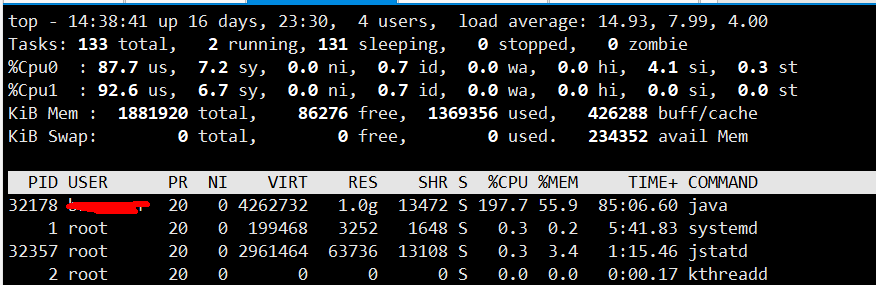 top - 14:38:41 up 16 days, 23:30,  4 users,  load average: 14.93, 7.99, 4.00
Tasks: 133 total,   2 running, 131 sleeping,   0 stopped,   0 zombie
%Cpu0  : 87.7 us,  7.2 sy,  0.0 ni,  0.7 id,  0.0 wa,  0.0 hi,  4.1 si,  0.3 st
%Cpu1  : 92.6 us,  6.7 sy,  0.0 ni,  0.7 id,  0.0 wa,  0.0 hi,  0.0 si,  0.0 st
KiB Mem :  1881920 total,    86276 free,  1369356 used,   426288 buff/cache
KiB Swap:        0 total,        0 free,        0 used.   234352 avail Mem
PID USER      PR  NI    VIRT    RES    SHR S  %CPU %MEM     TIME+ COMMAND
32178           20   0 4262732   1.0g  13472 S 197.7 55.9  85:06.60 java
1 root      20   0  199468   3252   1648 S   0.3  0.2   5:41.83 systemd
32357 root      20   0 2961464  63736  13108 S   0.3  3.4   1:15.46 jstatd
2 root      20   0       0      0      0 S   0.0  0.0   0:00.17 kthreadd